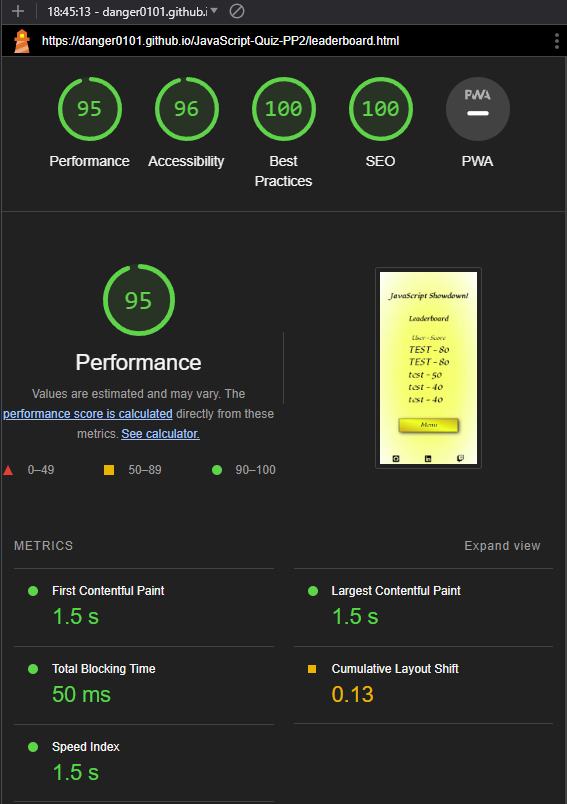 18:45:13 - danger0101.github.i
https://danger0101.github.io/JavaScript-Quiz-PP2/leaderboard.html
95 96 100 100 PWA
Performance Accessibility Best Practices SEO PWA
95
Performance
Values are estimated and may vary. The
performance score is calculated directly from these
metrics. See calculator.
0–49 50–89 90–100
JavaScript Showdown!
Leaderboard
User - Score
TEST - 80
TEST - 80
test - 50
test - 40
test - 40
Menu
METRICS Expand view
First Contentful Paint
1.5 s
Largest Contentful Paint
1.5 s
Total Blocking Time
50 ms
Cumulative Layout Shift
0.13
Speed Index
1.5 s